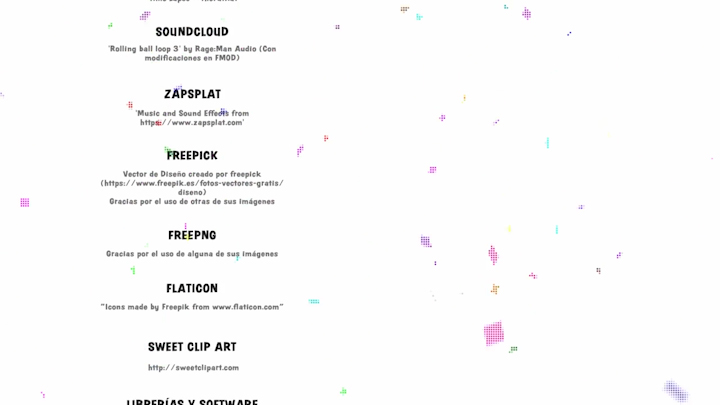 SOUNDCLOUD
'Rolling ball loop 3' by Rage:Man Audio (Con
modificaciones en FMOD)
ZAPSPLAT
'Music and Sound Effects from
https://www.zapsplat.com'
FREEPICK
Vector de Diseño creado por freepick
(https://www.freepik.es/fotos-vectores-gratis/
diseno)
Gracias por el uso de otras de sus imágenes
FREEPNG
Gracias por el uso de alguna de sus imágenes
FLATICON
"Icons made by Freepik from www.flaticon.com"
SWEET CLIP ART
http://sweetclipart.com
LIBRERÍAS Y SOFTWARE